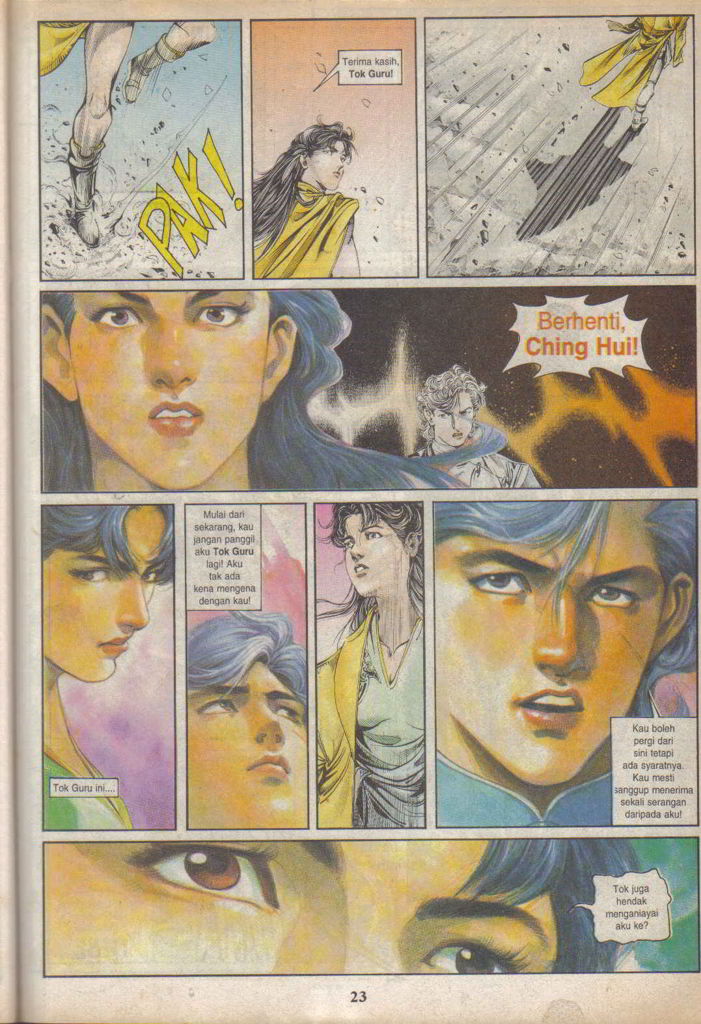 PAK!
Terima kasih,
Tok Guru!
Berhenti,
Ching Hui!
Tok Guru ini....
Mulai dari
sekarang, kau
jangan panggil
aku Tok Guru
lagi! Aku
tak ada
kena mengena
dengan kau!
Kau boleh
pergi dari
sini tetapi
ada syaratnya.
Kau mesti
sanggup menerima
sekali serangan
daripada aku!
Tok juga
hendak
menganiayai
aku ke?
23